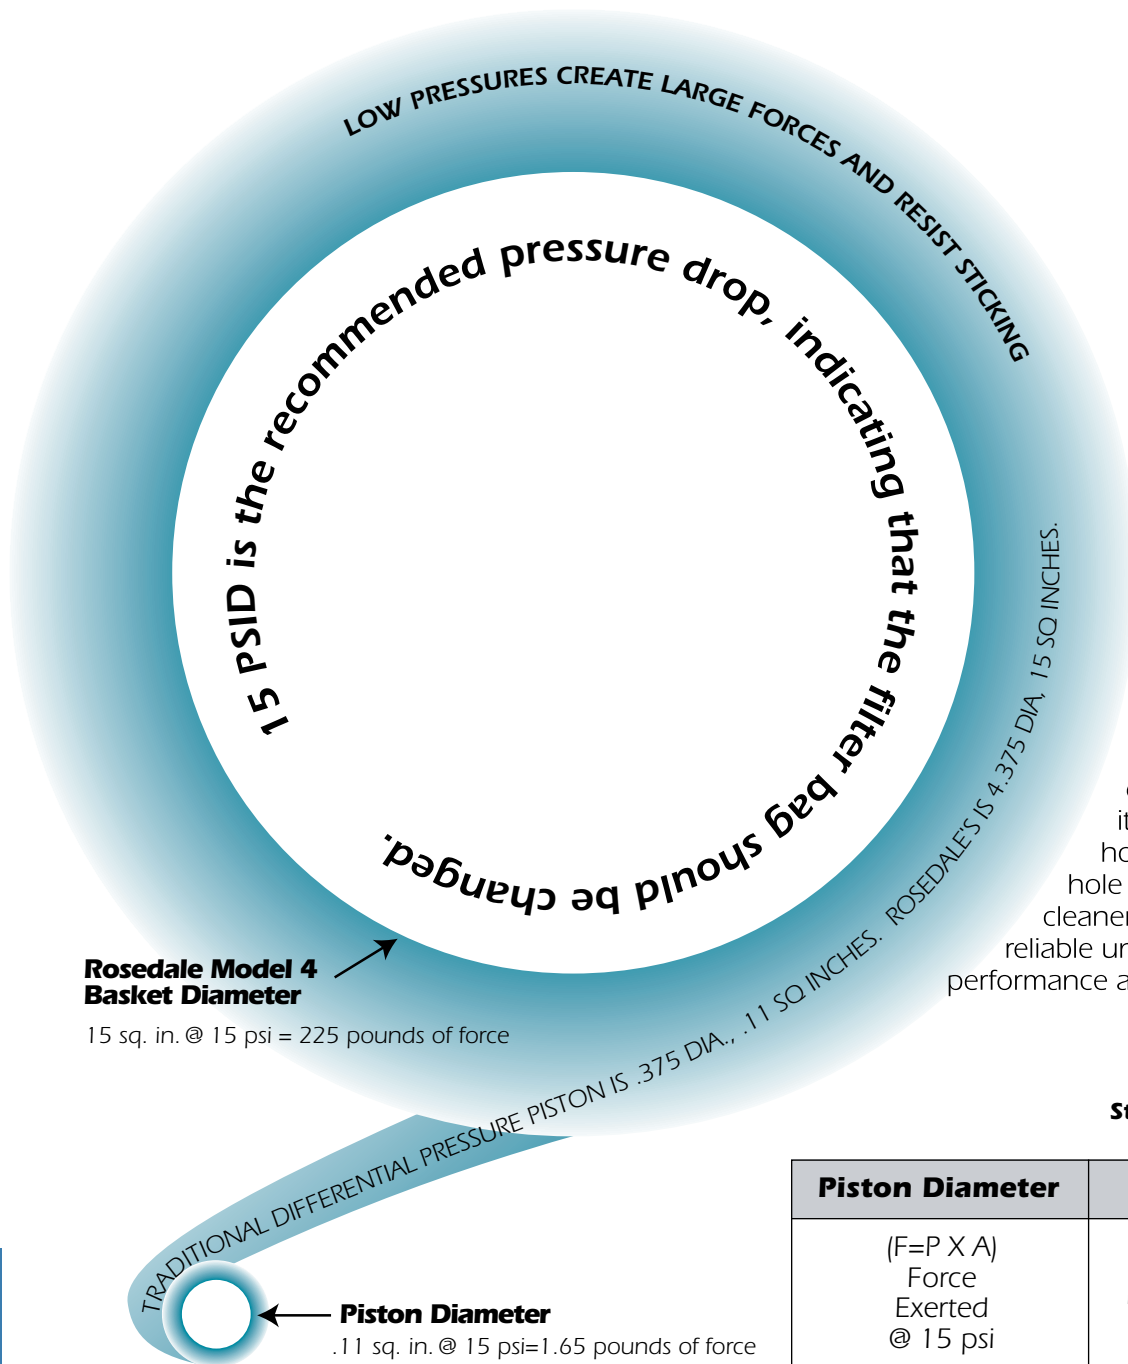 LOW PRESSURES CREATE LARGE FORCES AND RESIST STICKING
15 PSID is the recommended pressure drop, indicating that the filter bag should be changed.
TRADITIONAL DIFFERENTIAL PRESSURE PISTON IS .375 DIA., .11 SQ INCHES. ROSEDALE'S IS 4.375 DIA, 15 SQ INCHES.
hole
cleaner
reliable
performance
Rosedale Model 4
Basket Diameter
15 sq. in. @ 15 psi = 225 pounds of force
Piston Diameter
.11 sq. in. @ 15 psi=1.65 pounds of force
Piston Diameter
(F=P X A)
Force
Exerted
@ 15 psi